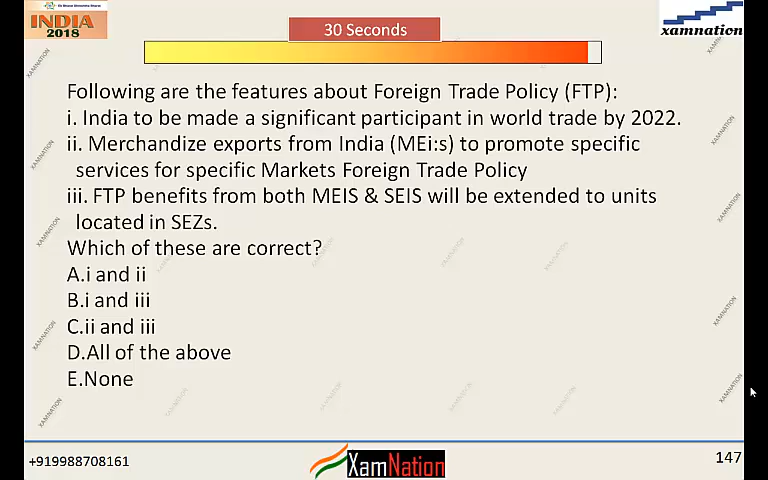 INDIA
2018
30 Seconds
xamnation
Following are the features about Foreign Trade Policy (FTP):
i. India to be made a significant participant in world trade by 2022.
ii. Merchandize exports from India (MEi:s) to promote specific
services for specific Markets Foreign Trade Policy
iii. FTP benefits from both MEIS & SEIS will be extended to units
located in SEZs.
Which of these are correct?
A.i and ii
B.i and iii
C.ii and iii
D.All of the above
E.None
+919988708161
XamNation
147
XAMNATION